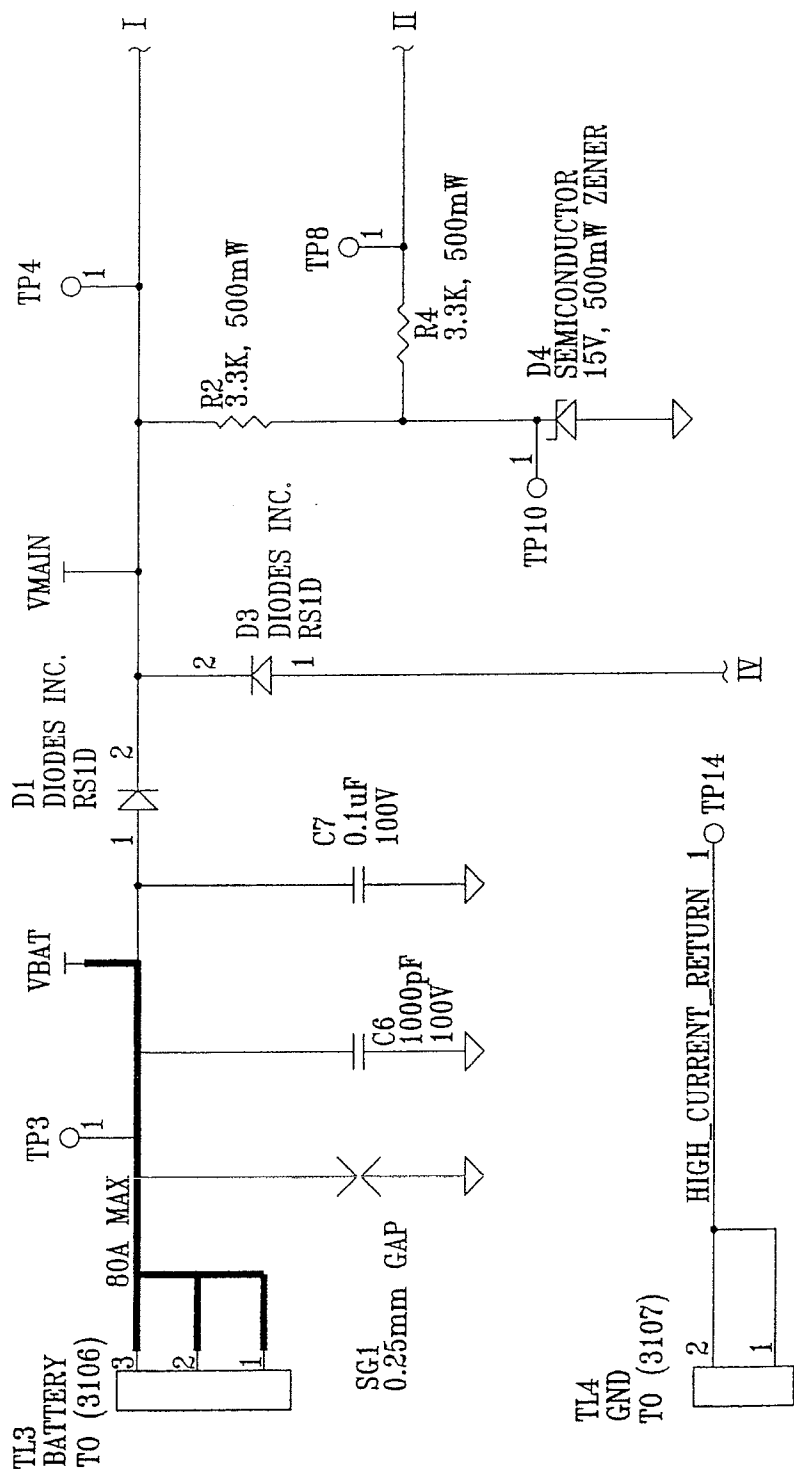 TL3
BATTERY
TO (3106)
3
2
1
80A MAX
TP3
1
VBAT
SG1
0.25mm GAP
C6
1000pF
100V
C7
0.1uF
100V
D1
DIODES INC.
RS1D
1
2
VMAIN
D3
DIODES INC.
RS1D
2
1
IV
TP4
1
I
R2
3.3K, 500mW
TP8
1
II
R4
3.3K, 500mW
TP10
1
D4
SEMICONDUCTOR
15V, 500mW ZENER
TL4
GND
TO (3107)
2
1
HIGH_CURRENT_RETURN
1
TP14